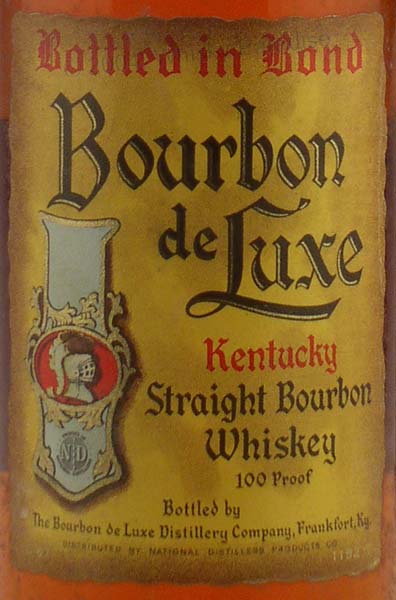 Bottled in Bond
Bourbon
de Luxe
Kentucky
Straight Bourbon
Whiskey
100 Proof
ND
Bottled by
The Bourbon de Luxe Distillery Company, Frankfort, Ky.
DISTRIBUTED BY NATIONAL DISTILLERS PRODUCTS CO.